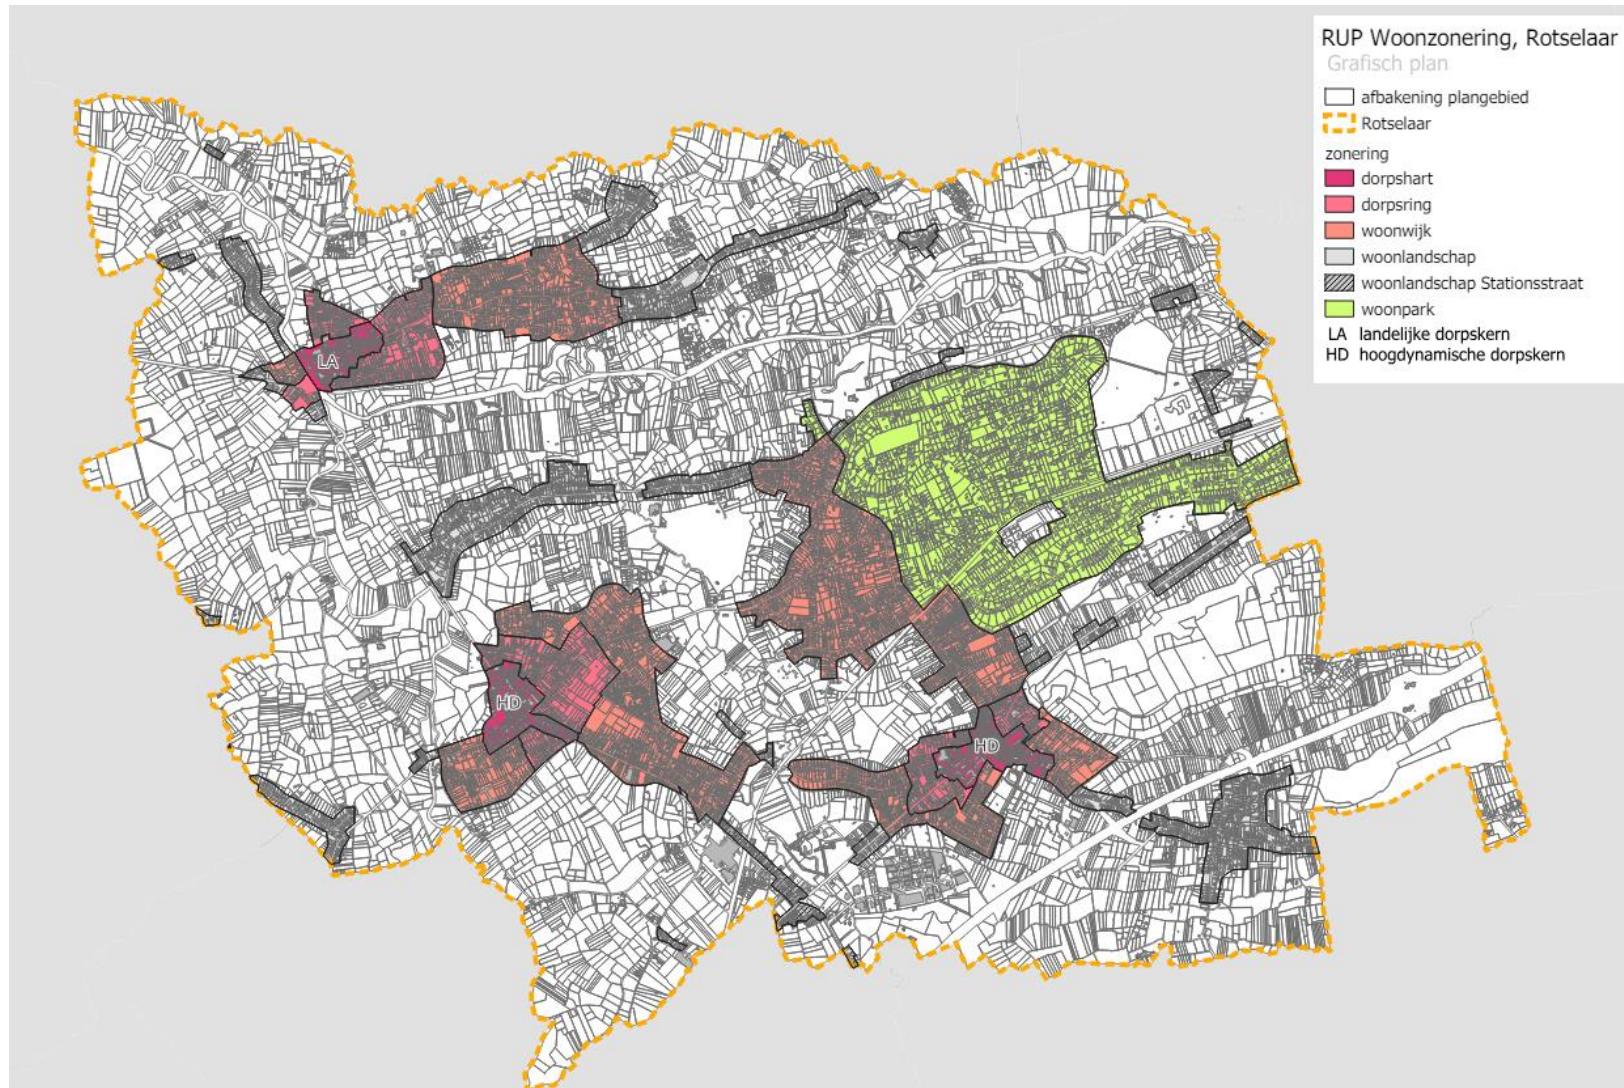 RUP Woonzonering, Rotselaar
Grafisch plan
afbakening plangebied
Rotselaar
zonering
dorpshart
dorpsring
woonwijk
woonlandschap
woonlandschap Stationsstraat
woonpark
LA landelijke dorpskern
HD hoogdynamische dorpskern
LA
HD
HD